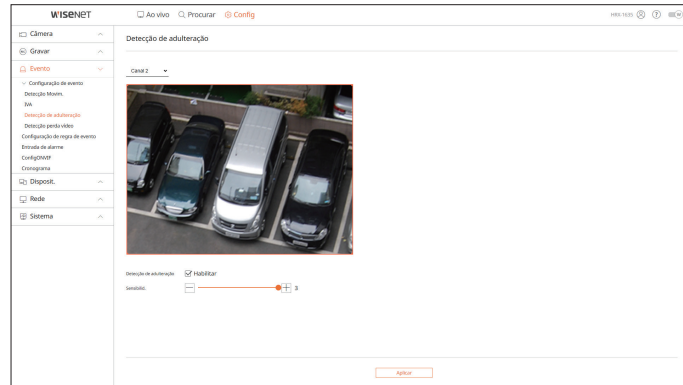 WISENET
Ao vivo
Procurar
Config
HRX-1635
Câmera
Gravar
Evento
Configuração de evento
Detecção Movim.
IVA
Detecção de adulteração
Detecção perda vídeo
Configuração de regra de evento
Entrada de alarme
ConfigONVIF
Cronograma
Disposit.
Rede
Sistema
Detecção de adulteração
Canal 2
Detecção de adulteração
Habilitar
Sensibilid.
3
Aplicar